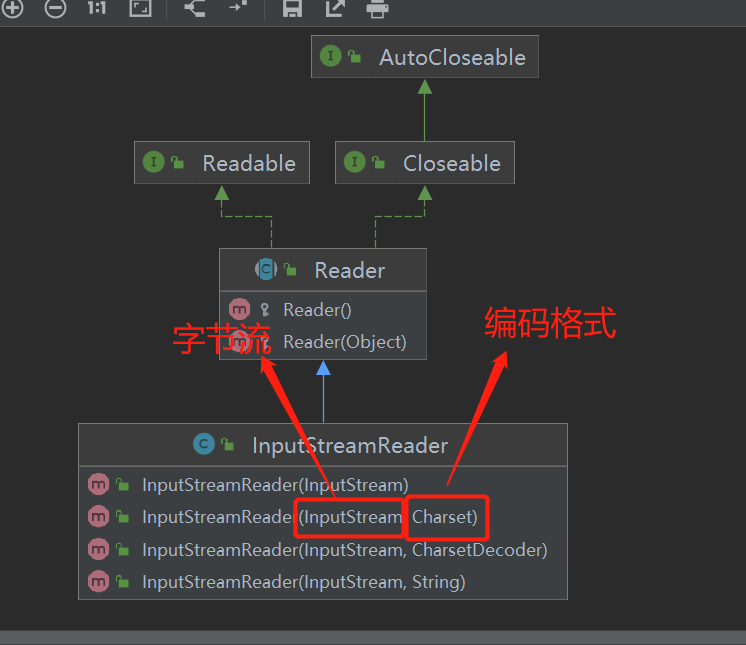 1:1
I AutoCloseable
I Readable
I Closeable
C Reader
m Reader()
m Reader(Object)
字节流
编码格式
C InputStreamReader
m InputStreamReader(InputStream)
m InputStreamReader(InputStream, Charset)
m InputStreamReader(InputStream, CharsetDecoder)
m InputStreamReader(InputStream, String)